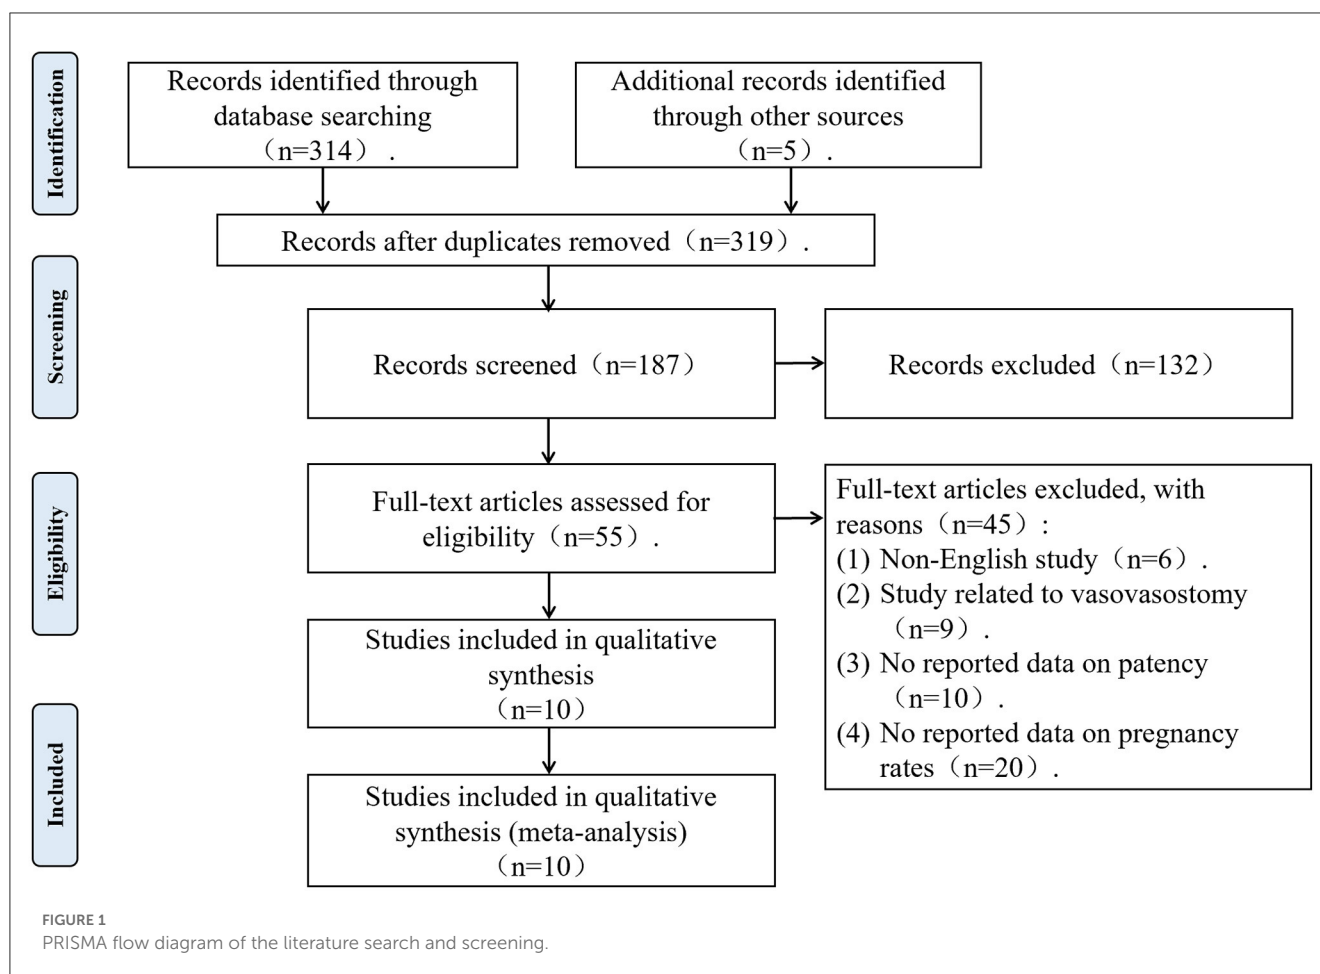 Identification
Records identified through
database searching
（n=314）.
Additional records identified
through other sources
（n=5）.
Records after duplicates removed（n=319）.
Screening
Records screened（n=187）
Records excluded（n=132）
Eligibility
Full-text articles assessed for
eligibility（n=55）.
Full-text articles excluded, with
reasons（n=45）:
(1) Non-English study（n=6）.
(2) Study related to vasovasostomy
（n=9）.
(3) No reported data on patency
（n=10）.
(4) No reported data on pregnancy
rates（n=20）.
Studies included in qualitative
synthesis
（n=10）
Included
Studies included in qualitative
synthesis (meta-analysis)
（n=10）
FIGURE 1
PRISMA flow diagram of the literature search and screening.